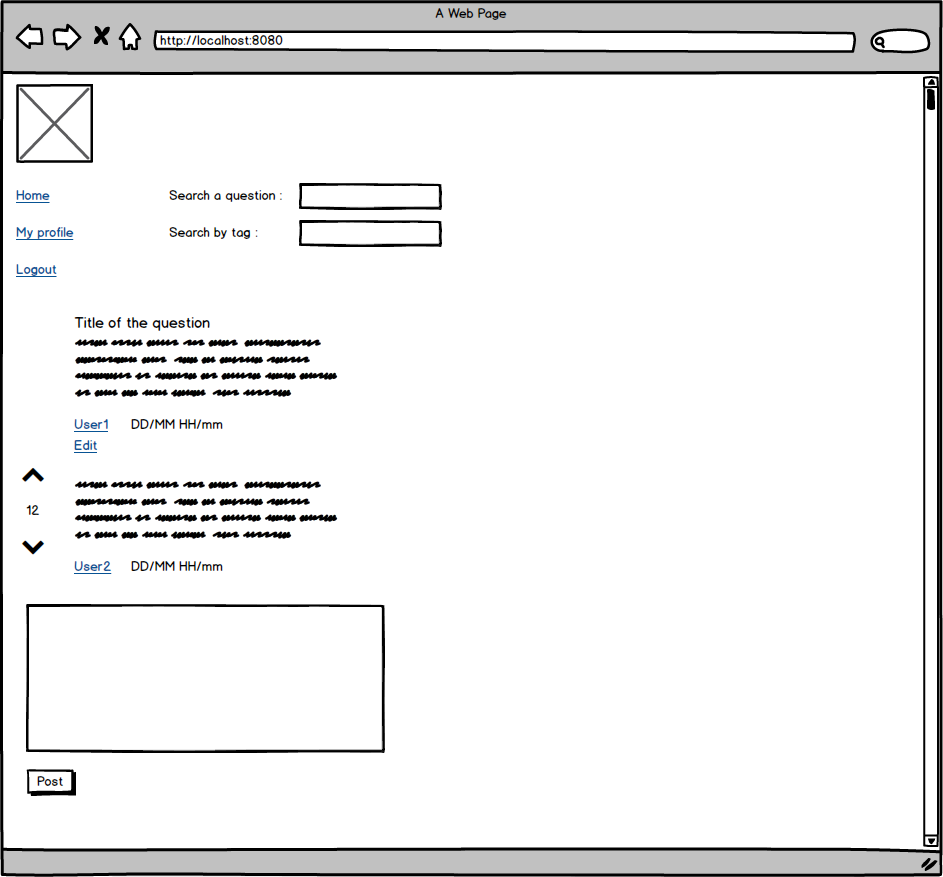 A Web Page
http://localhost:8080
Home
Search a question :
My profile
Search by tag :
Logout
Title of the question
User1 DD/MM HH/mm
Edit
12
User2 DD/MM HH/mm
Post